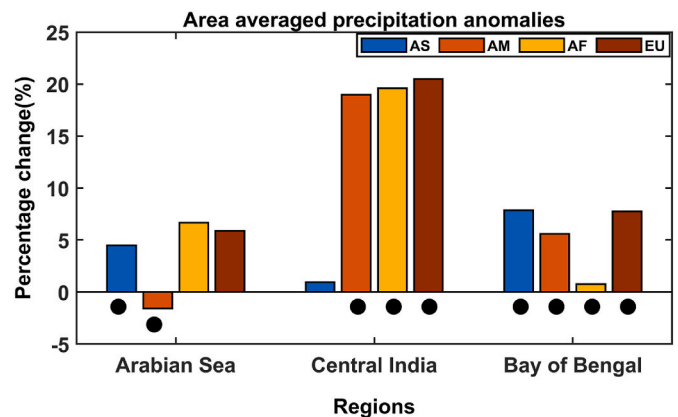 Area averaged precipitation anomalies
AS AM AF EU
25
20
15
10
5
0
-5
Percentage change(%)
Arabian Sea Central India Bay of Bengal
Regions